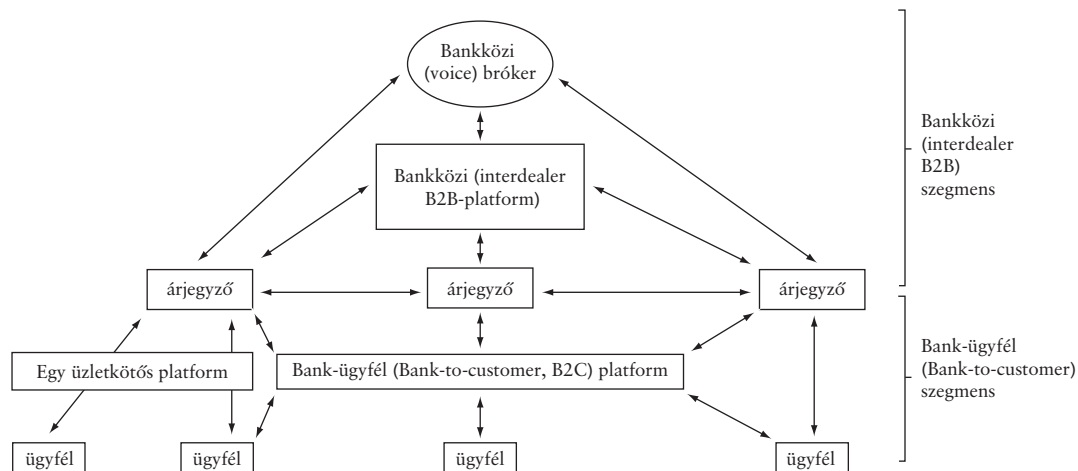 Bankközi
(voice) bróker
Bankközi (interdealer
B2B-platform)
Bankközi
(interdealer
B2B)
szegmens
árjegyző
árjegyző
árjegyző
Egy üzletkötős platform
Bank-ügyfél (Bank-to-customer, B2C) platform
Bank-ügyfél
(Bank-to-customer)
szegmens
ügyfél
ügyfél
ügyfél
ügyfél